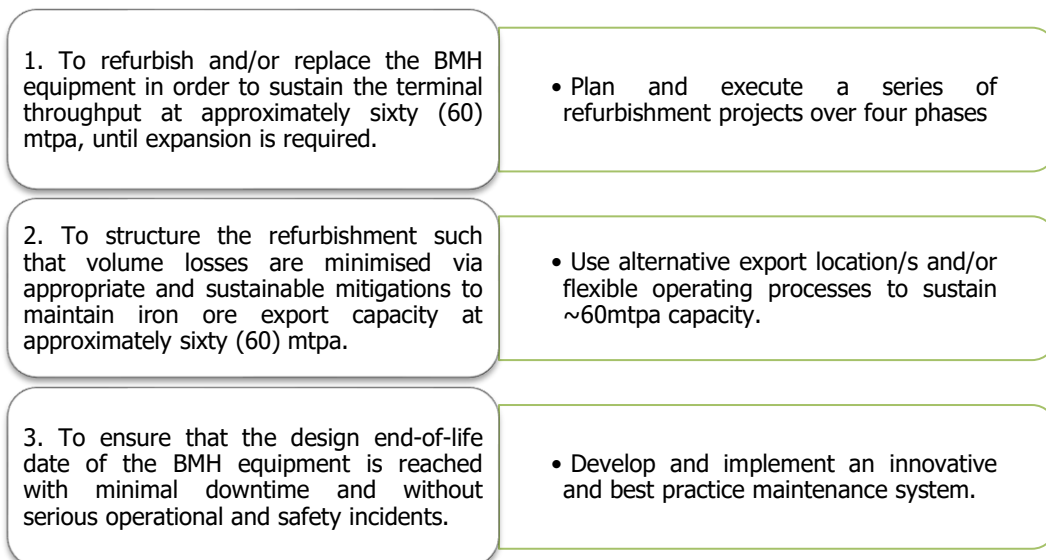 1. To refurbish and/or replace the BMH
equipment in order to sustain the terminal
throughput at approximately sixty (60)
mtpa, until expansion is required.
• Plan and execute a series of
refurbishment projects over four phases
2. To structure the refurbishment such
that volume losses are minimised via
appropriate and sustainable mitigations to
maintain iron ore export capacity at
approximately sixty (60) mtpa.
• Use alternative export location/s and/or
flexible operating processes to sustain
~60mtpa capacity.
3. To ensure that the design end-of-life
date of the BMH equipment is reached
with minimal downtime and without
serious operational and safety incidents.
• Develop and implement an innovative
and best practice maintenance system.